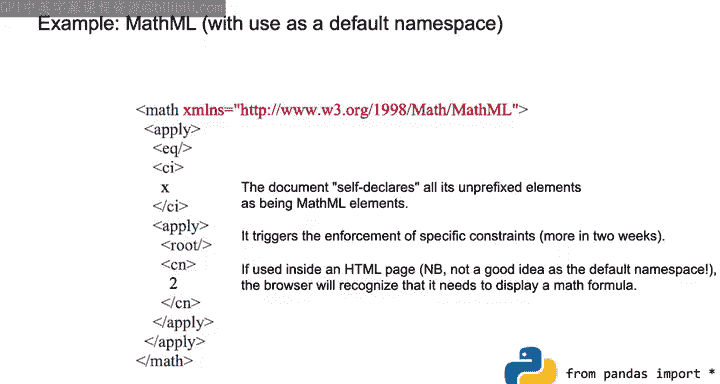 Example: MathML (with use as a default namespace)
<math xmlns="http://www.w3.org/1998/Math/MathML">
<apply>
<eq/>
<ci>
x
</ci>
<apply>
<root/>
<cn>
2
</cn>
</apply>
</apply>
</math>
The document "self-declares" all its unprefixed elements
as being MathML elements.
It triggers the enforcement of specific constraints (more in two weeks).
If used inside an HTML page (NB, not a good idea as the default namespace!),
the browser will recognize that it needs to display a math formula.
from pandas import *